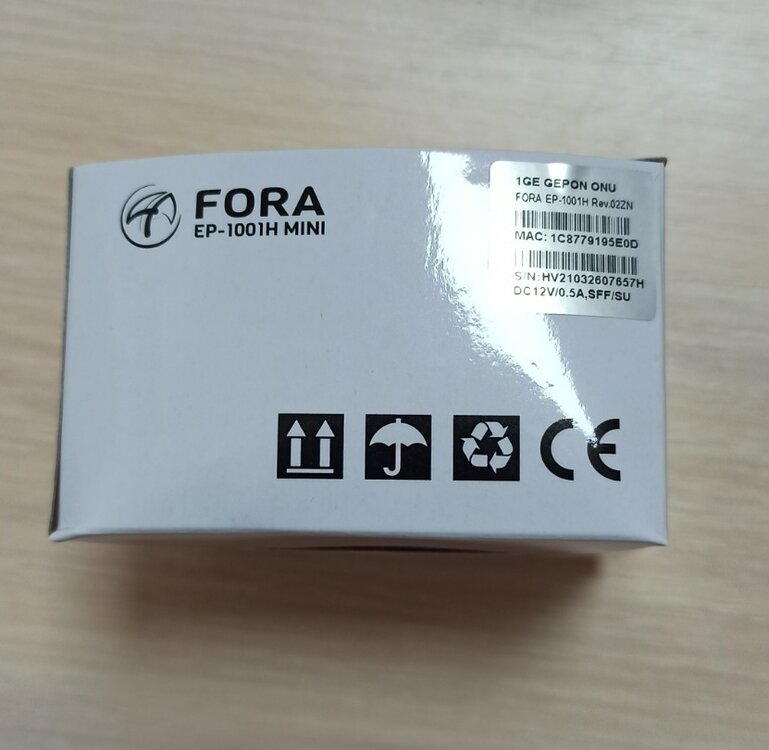 FORA
EP-1001H MINI
1GE GEPON ONU
FORA EP-1001H Rev.02ZN
MAC: 1C8779195E0D
S/N:HV21032607657H
DC12V/0.5A,SFF/SU
CE